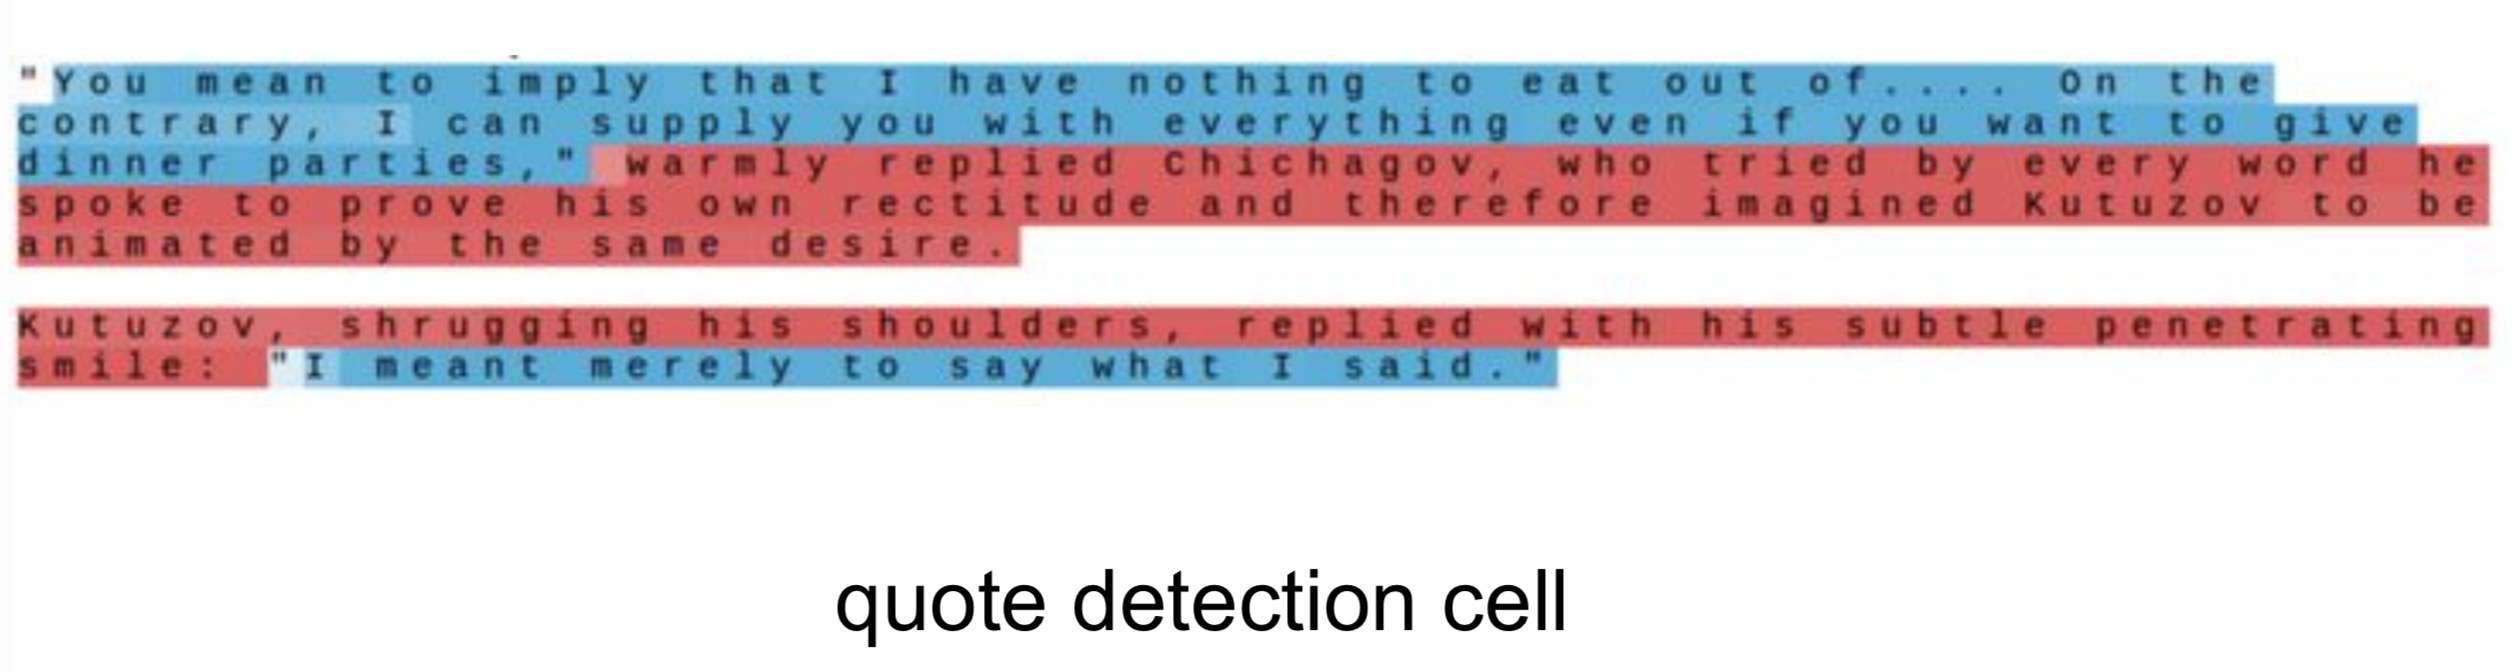 "You mean to imply that I have nothing to eat out of.... On the
contrary, I can supply you with everything even if you want to give
dinner parties," warmly replied Chichagov, who tried by every word he
spoke to prove his own rectitude and therefore imagined Kutuzov to be
animated by the same desire.
Kutuzov, shrugging his shoulders, replied with his subtle penetrating
smile: "I meant merely to say what I said."
quote detection cell